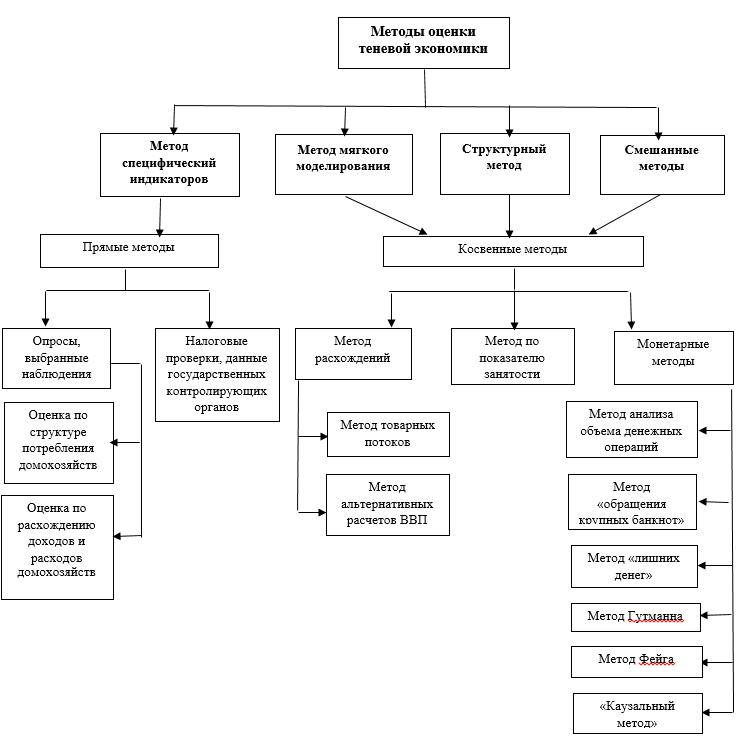 Методы оценки
теневой экономики
Метод
специфический
индикаторов
Метод мягкого
моделирования
Структурный
метод
Смешанные
методы
Прямые методы
Косвенные методы
Опросы,
выбранные
наблюдения
Налоговые
проверки, данные
государственных
контролирующих
органов
Метод
расхождений
Метод по
показателю
занятости
Монетарные
методы
Оценка по
структуре
потребления
домохозяйств
Оценка по
расхождению
доходов и
расходов
домохозяйств
Метод товарных
потоков
Метод
альтернативных
расчетов ВВП
Метод анализа
объема денежных
операций
Метод
«обращения
крупных банкнот»
Метод «лишних
денег»
Метод Гутманна
Метод Фейга
«Каузальный
метод»